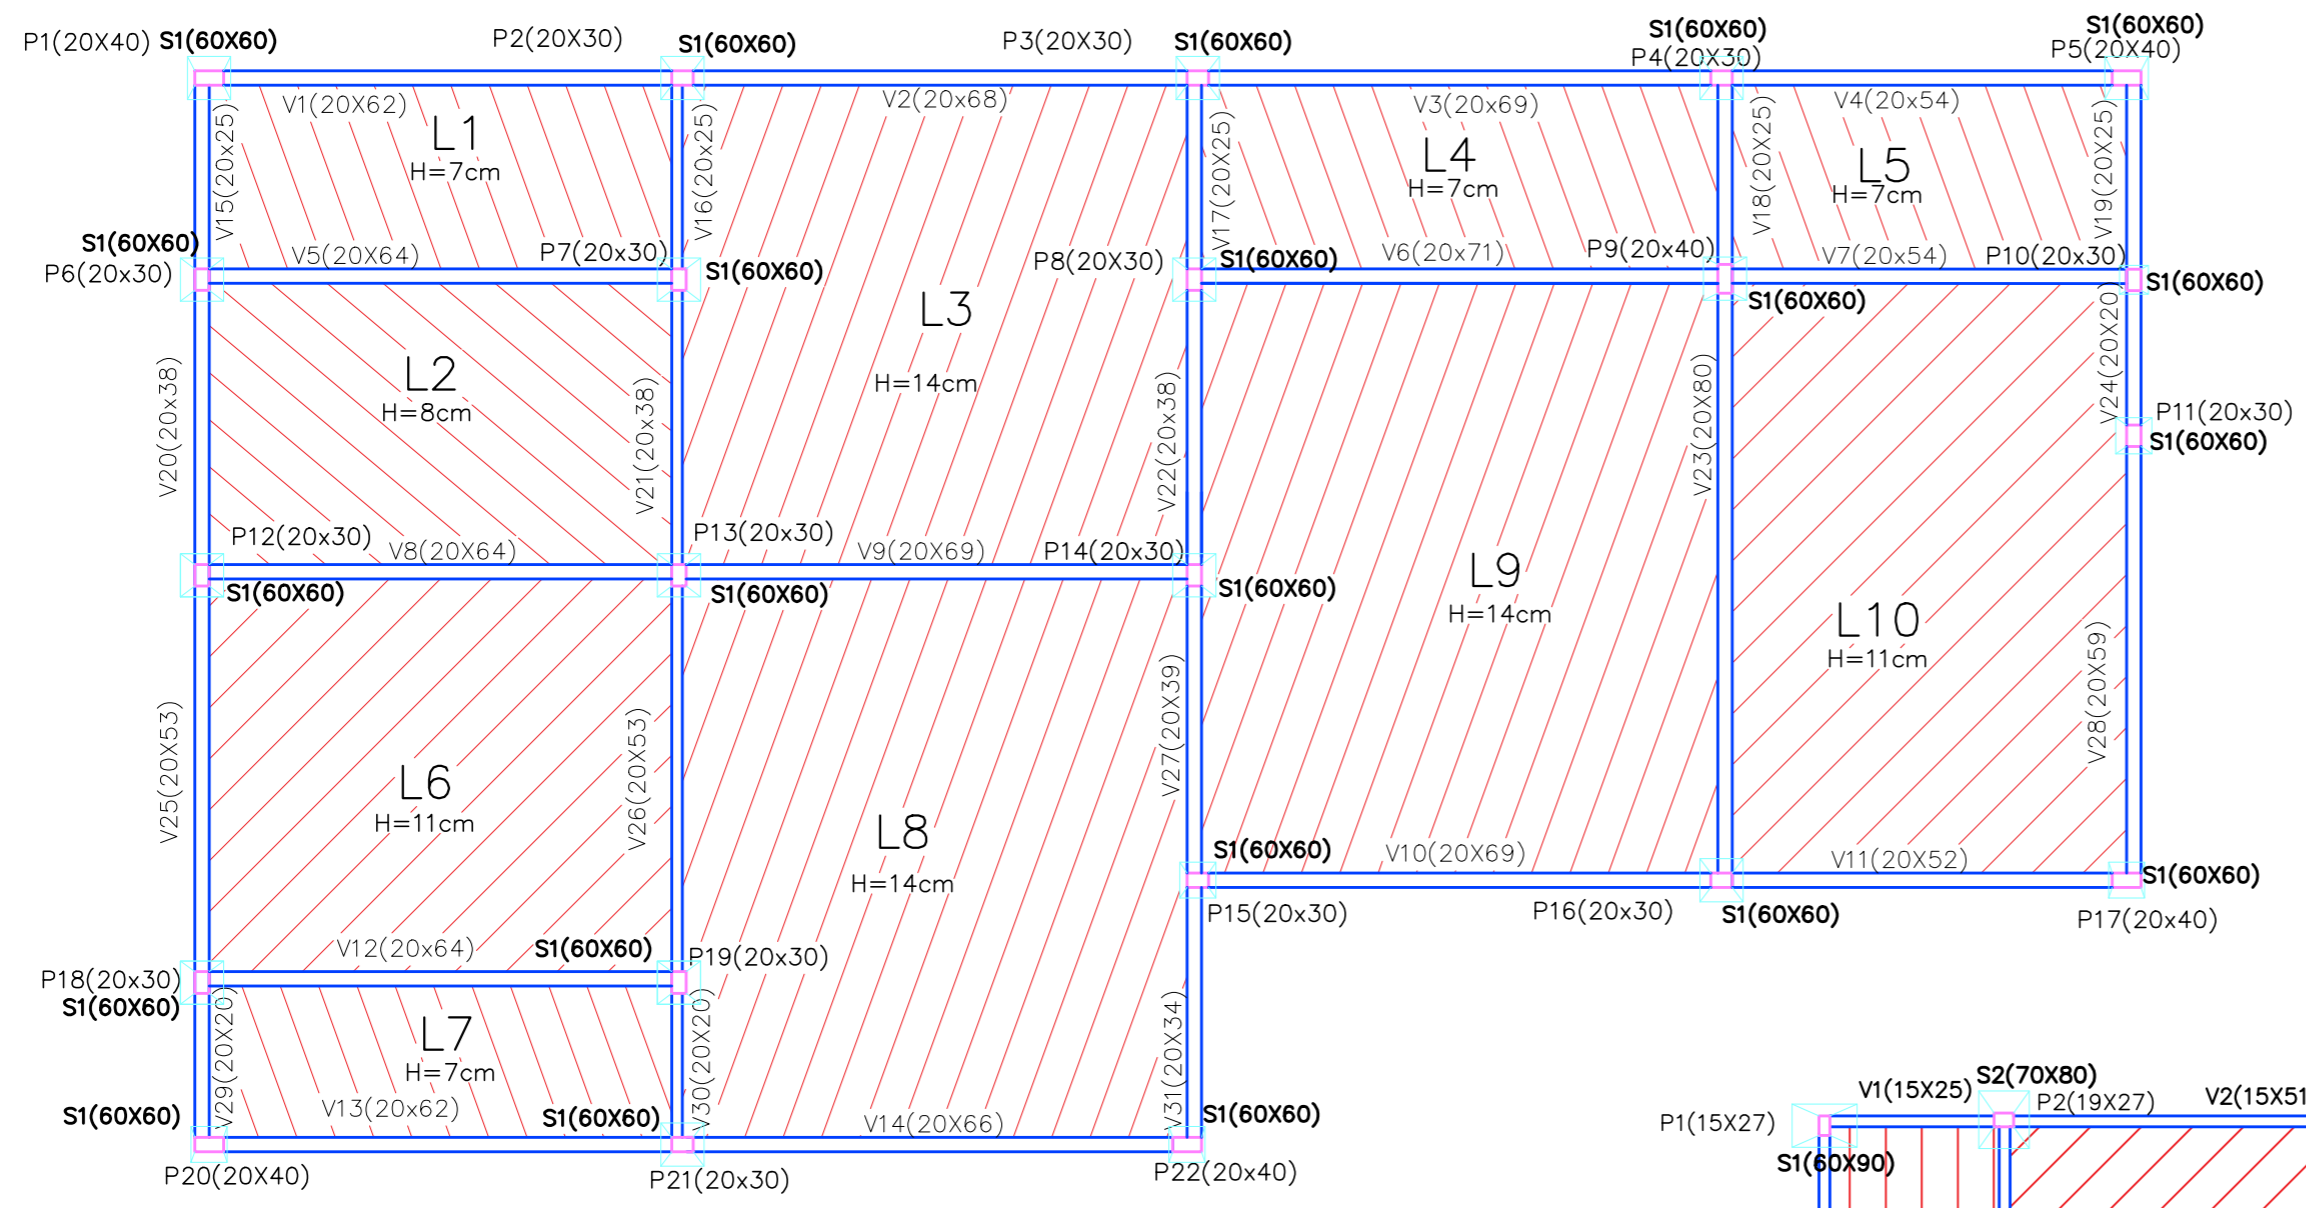 P1(20X40)
S1(60X60)
P2(20X30)
S1(60X60)
P3(20X30)
S1(60X60)
S1(60X60)
P4(20X30)
S1(60X60)
P5(20X40)
V1(20X62)
V2(20x68)
V3(20x69)
V4(20x54)
V15(20x25)
L1
H=7cm
V16(20x25)
V17(20X25)
L4
H=7cm
V18(20X25)
L5
H=7cm
V19(20X25)
S1(60X60)
P6(20x30)
V5(20X64)
P7(20x30)
S1(60X60)
P8(20X30)
S1(60X60)
V6(20x71)
P9(20x40)
S1(60X60)
V7(20x54)
P10(20x30)
S1(60X60)
L3
H=14cm
L2
H=8cm
V20(20x38)
V21(20x38)
V22(20x38)
V23(20X80)
V24(20X20)
P11(20x30)
S1(60X60)
P12(20x30)
V8(20X64)
S1(60X60)
P13(20x30)
V9(20X69)
S1(60X60)
P14(20x30)
S1(60X60)
L9
H=14cm
L10
H=11cm
V25(20X53)
L6
H=11cm
V26(20X53)
L8
H=14cm
V27(20X39)
V28(20X59)
S1(60X60)
P15(20x30)
V10(20X69)
P16(20x30)
S1(60X60)
V11(20X52)
S1(60X60)
P17(20x40)
V12(20x64)
S1(60X60)
P19(20x30)
P18(20x30)
S1(60X60)
V29(20X20)
L7
H=7cm
V30(20X20)
V31(20X34)
S1(60X60)
V13(20x62)
S1(60X60)
V14(20X66)
S1(60X60)
P20(20X40)
P21(20x30)
P22(20x40)
S2(70X80)
V1(15X25)
P2(19X27)
V2(15X51
P1(15X27)
S1(60X90)